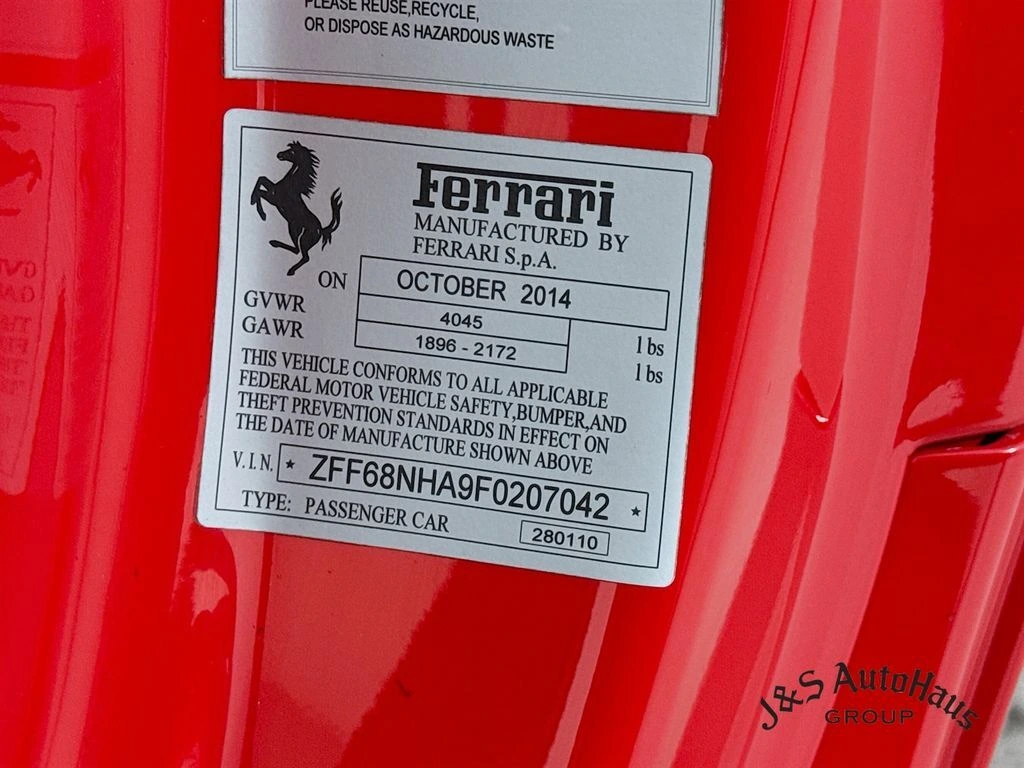 PLEASE REUSE,RECYCLE,
OR DISPOSE AS HAZARDOUS WASTE
Ferrari
MANUFACTURED BY
FERRARI S.p.A.
ON OCTOBER 2014
GVWR 4045 lbs
GAWR 1896 - 2172 lbs
THIS VEHICLE CONFORMS TO ALL APPLICABLE
FEDERAL MOTOR VEHICLE SAFETY,BUMPER,AND
THEFT PREVENTION STANDARDS IN EFFECT ON
THE DATE OF MANUFACTURE SHOWN ABOVE
V.I.N. * ZFF68NHA9F0207042 *
TYPE: PASSENGER CAR 280110
J&S AutoHaus
GROUP